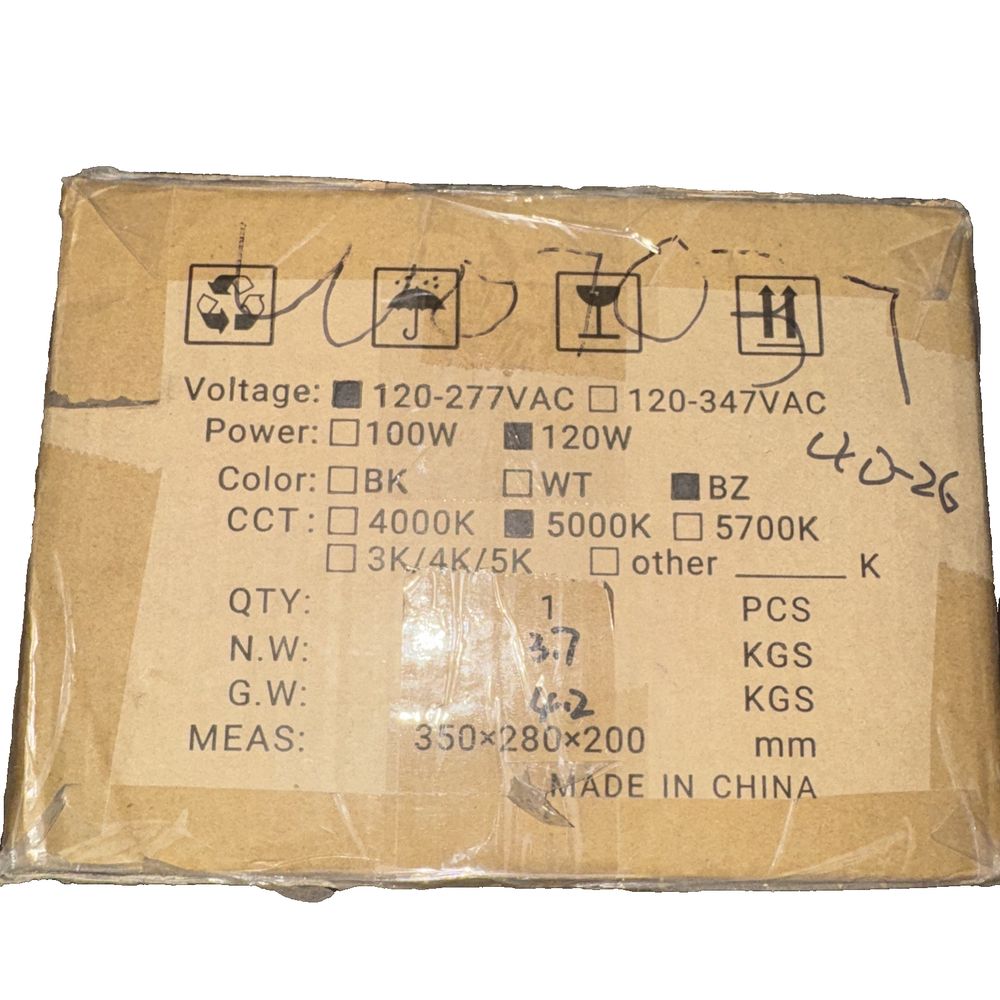 Voltage: ■ 120-277VAC □ 120-347VAC
Power: □ 100W ■ 120W
40-26
Color: □ BK □ WT ■ BZ
CCT: □ 4000K ■ 5000K □ 5700K
□ 3K/4K/5K □ other ______ K
QTY: 1 PCS
N.W: 3.7 KGS
G.W: 4.2 KGS
MEAS: 350×280×200 mm
MADE IN CHINA